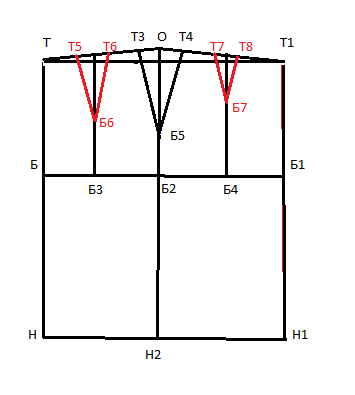 Т Т5 Т6 Т3 О Т4 Т7 Т8 Т1
Б6 Б5 Б7
Б Б1
Б3 Б2 Б4
Н Н1
Н2